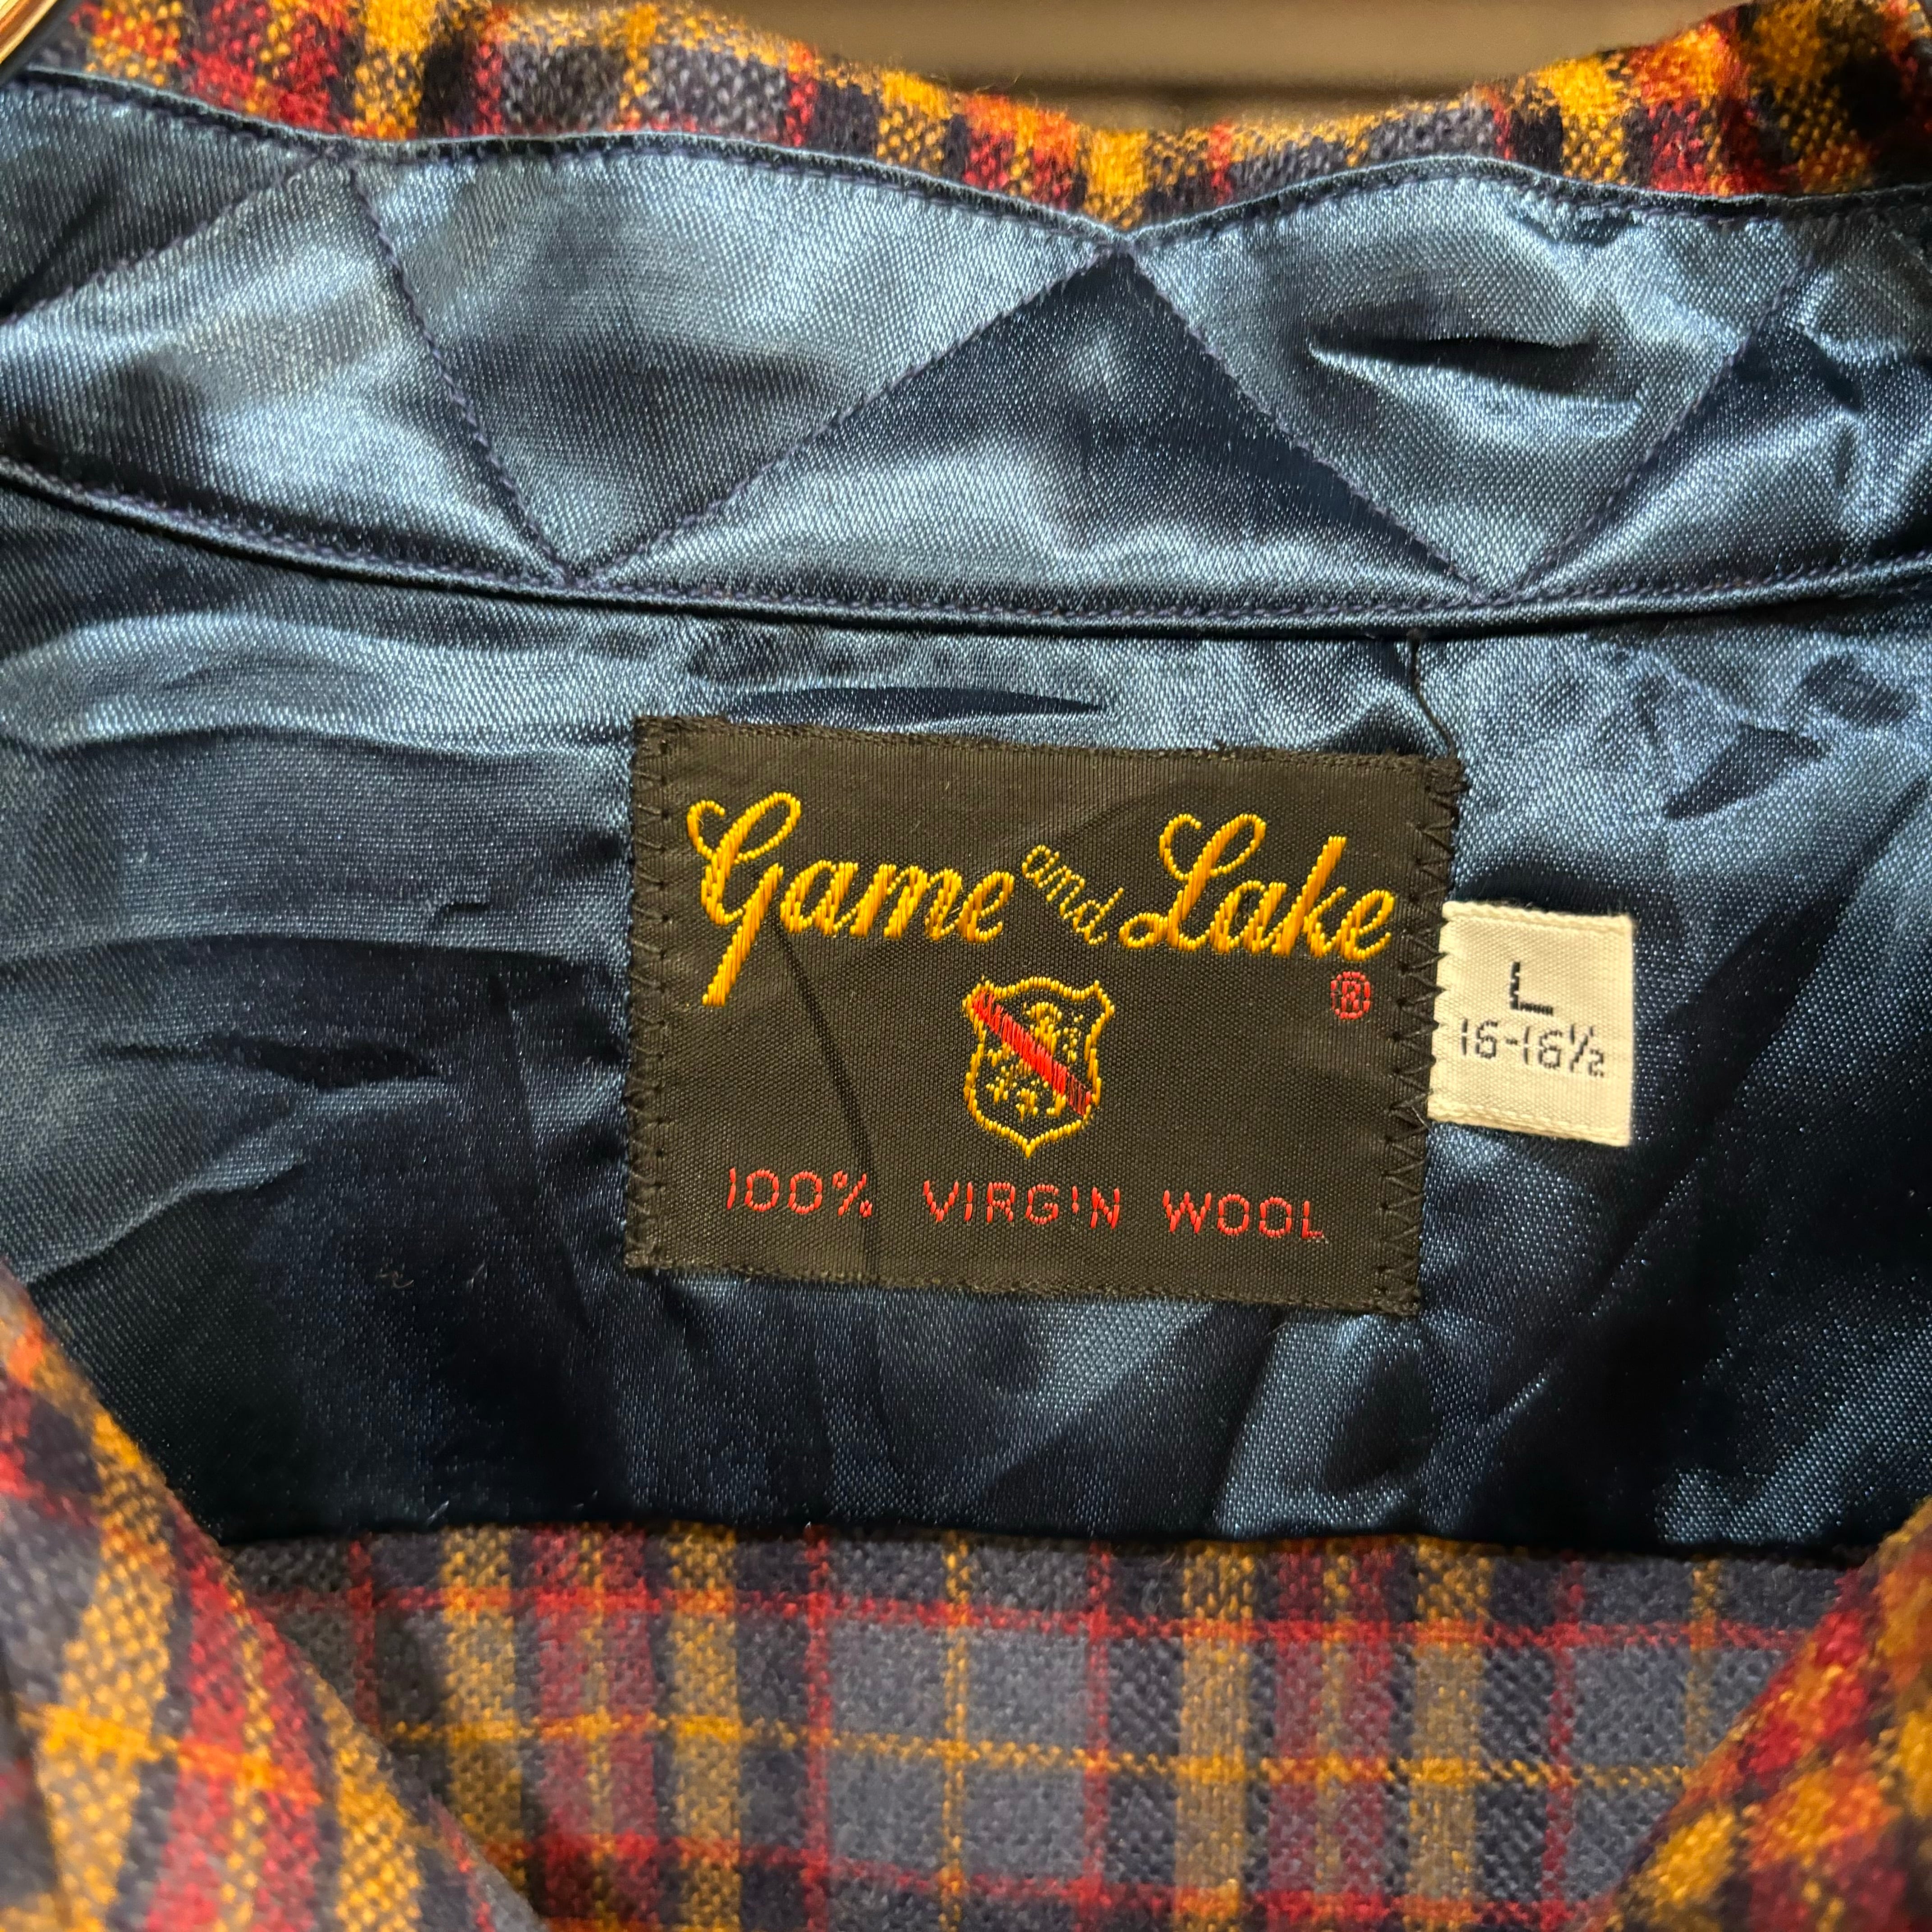 Game and Lake
®
100% VIRGIN WOOL
L
16-16½